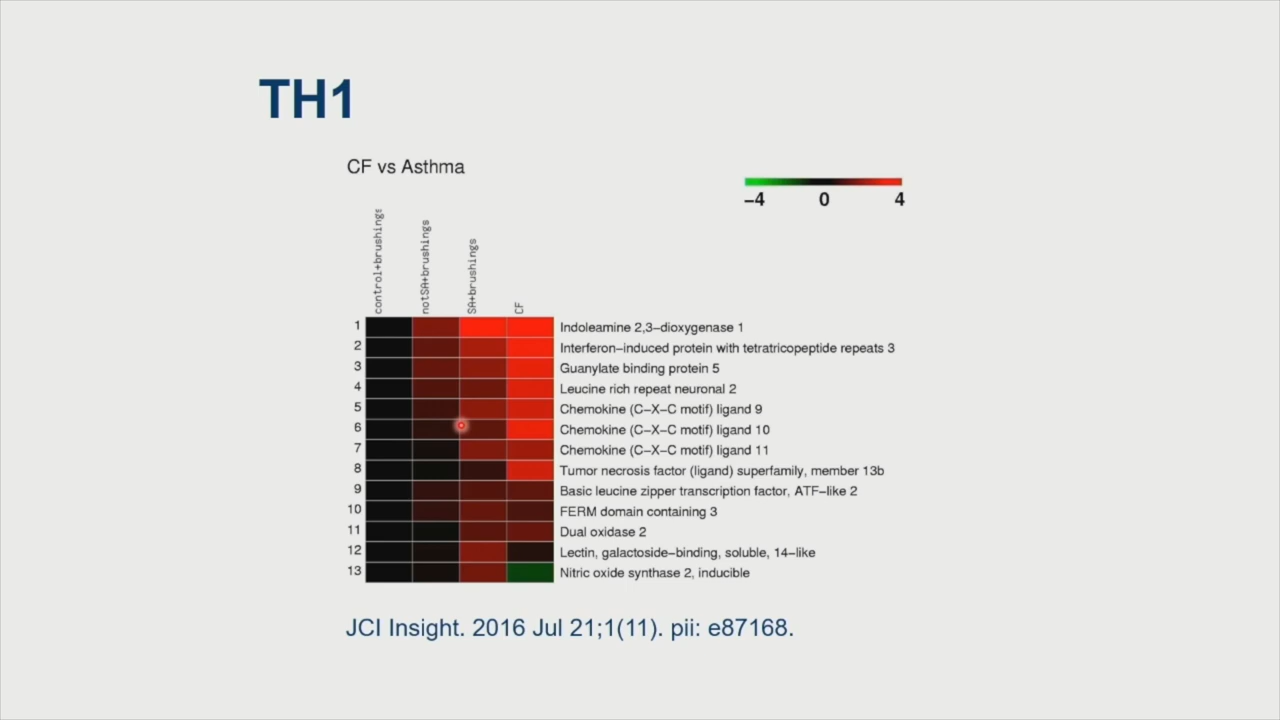 TH1
CF vs Asthma
−4 0 4
control+brushings
notSA+brushings
SA+brushings
CF
1 Indoleamine 2,3−dioxygenase 1
2 Interferon−induced protein with tetratricopeptide repeats 3
3 Guanylate binding protein 5
4 Leucine rich repeat neuronal 2
5 Chemokine (C−X−C motif) ligand 9
6 Chemokine (C−X−C motif) ligand 10
7 Chemokine (C−X−C motif) ligand 11
8 Tumor necrosis factor (ligand) superfamily, member 13b
9 Basic leucine zipper transcription factor, ATF−like 2
10 FERM domain containing 3
11 Dual oxidase 2
12 Lectin, galactoside−binding, soluble, 14−like
13 Nitric oxide synthase 2, inducible
JCI Insight. 2016 Jul 21;1(11). pii: e87168.